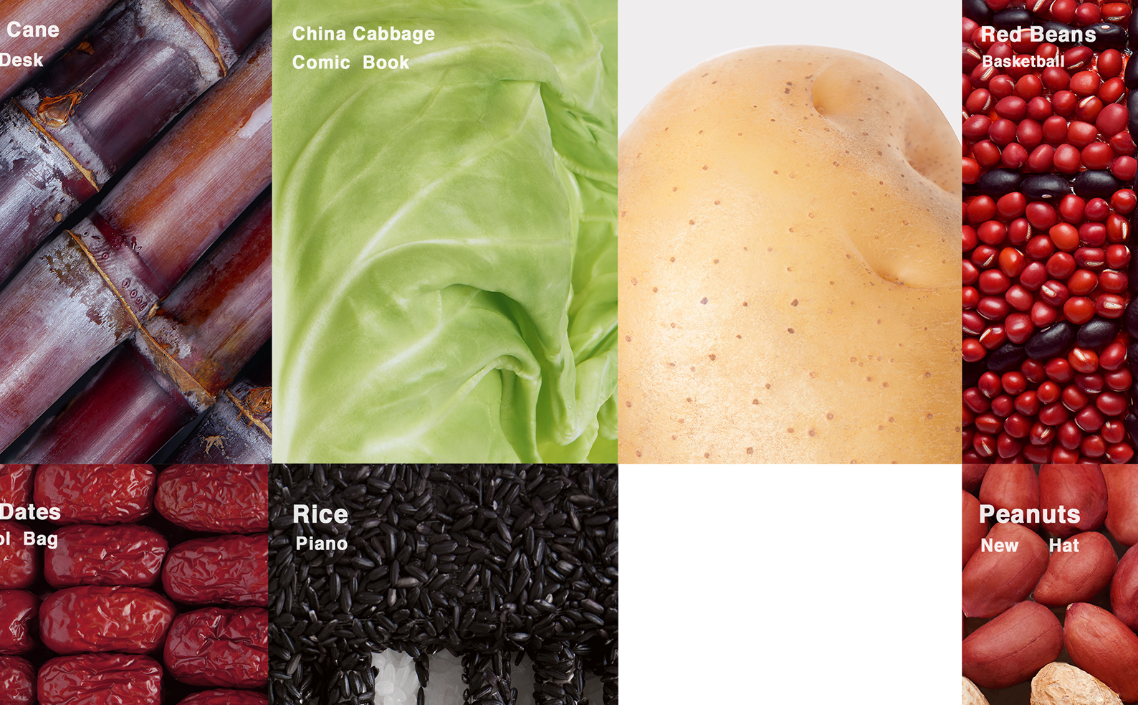 Cane
Desk
China Cabbage
Comic Book
Red Beans
Basketball
Dates
ol Bag
Rice
Piano
Peanuts
New Hat